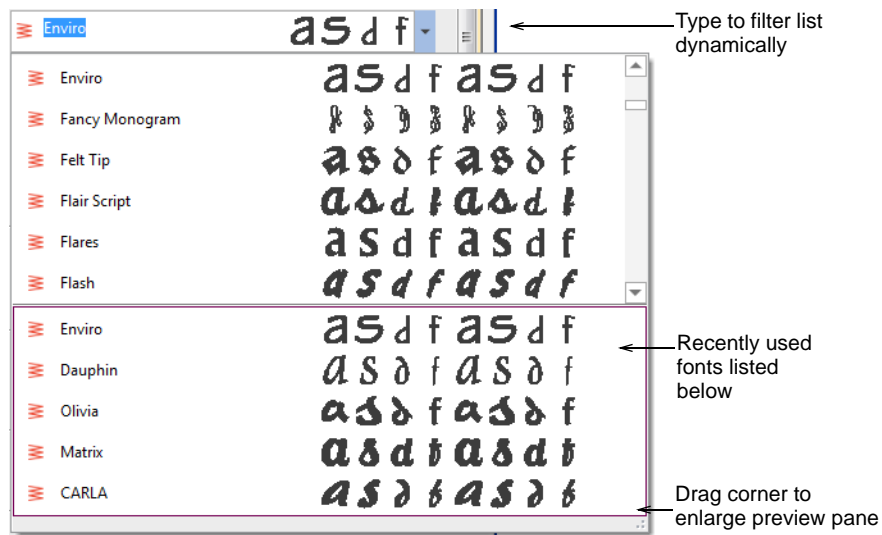 Enviro asdf
Type to filter list
dynamically
Enviro asdfasdf
Fancy Monogram asdfasdf
Felt Tip asdfasdf
Flair Script asdfasdf
Flares asdfasdf
Flash asdfasdf
Enviro asdfasdf
Dauphin asdfasdf
Olivia asdfasdf
Matrix asdfasdf
CARLA asdfasdf
Recently used
fonts listed
below
Drag corner to
enlarge preview pane